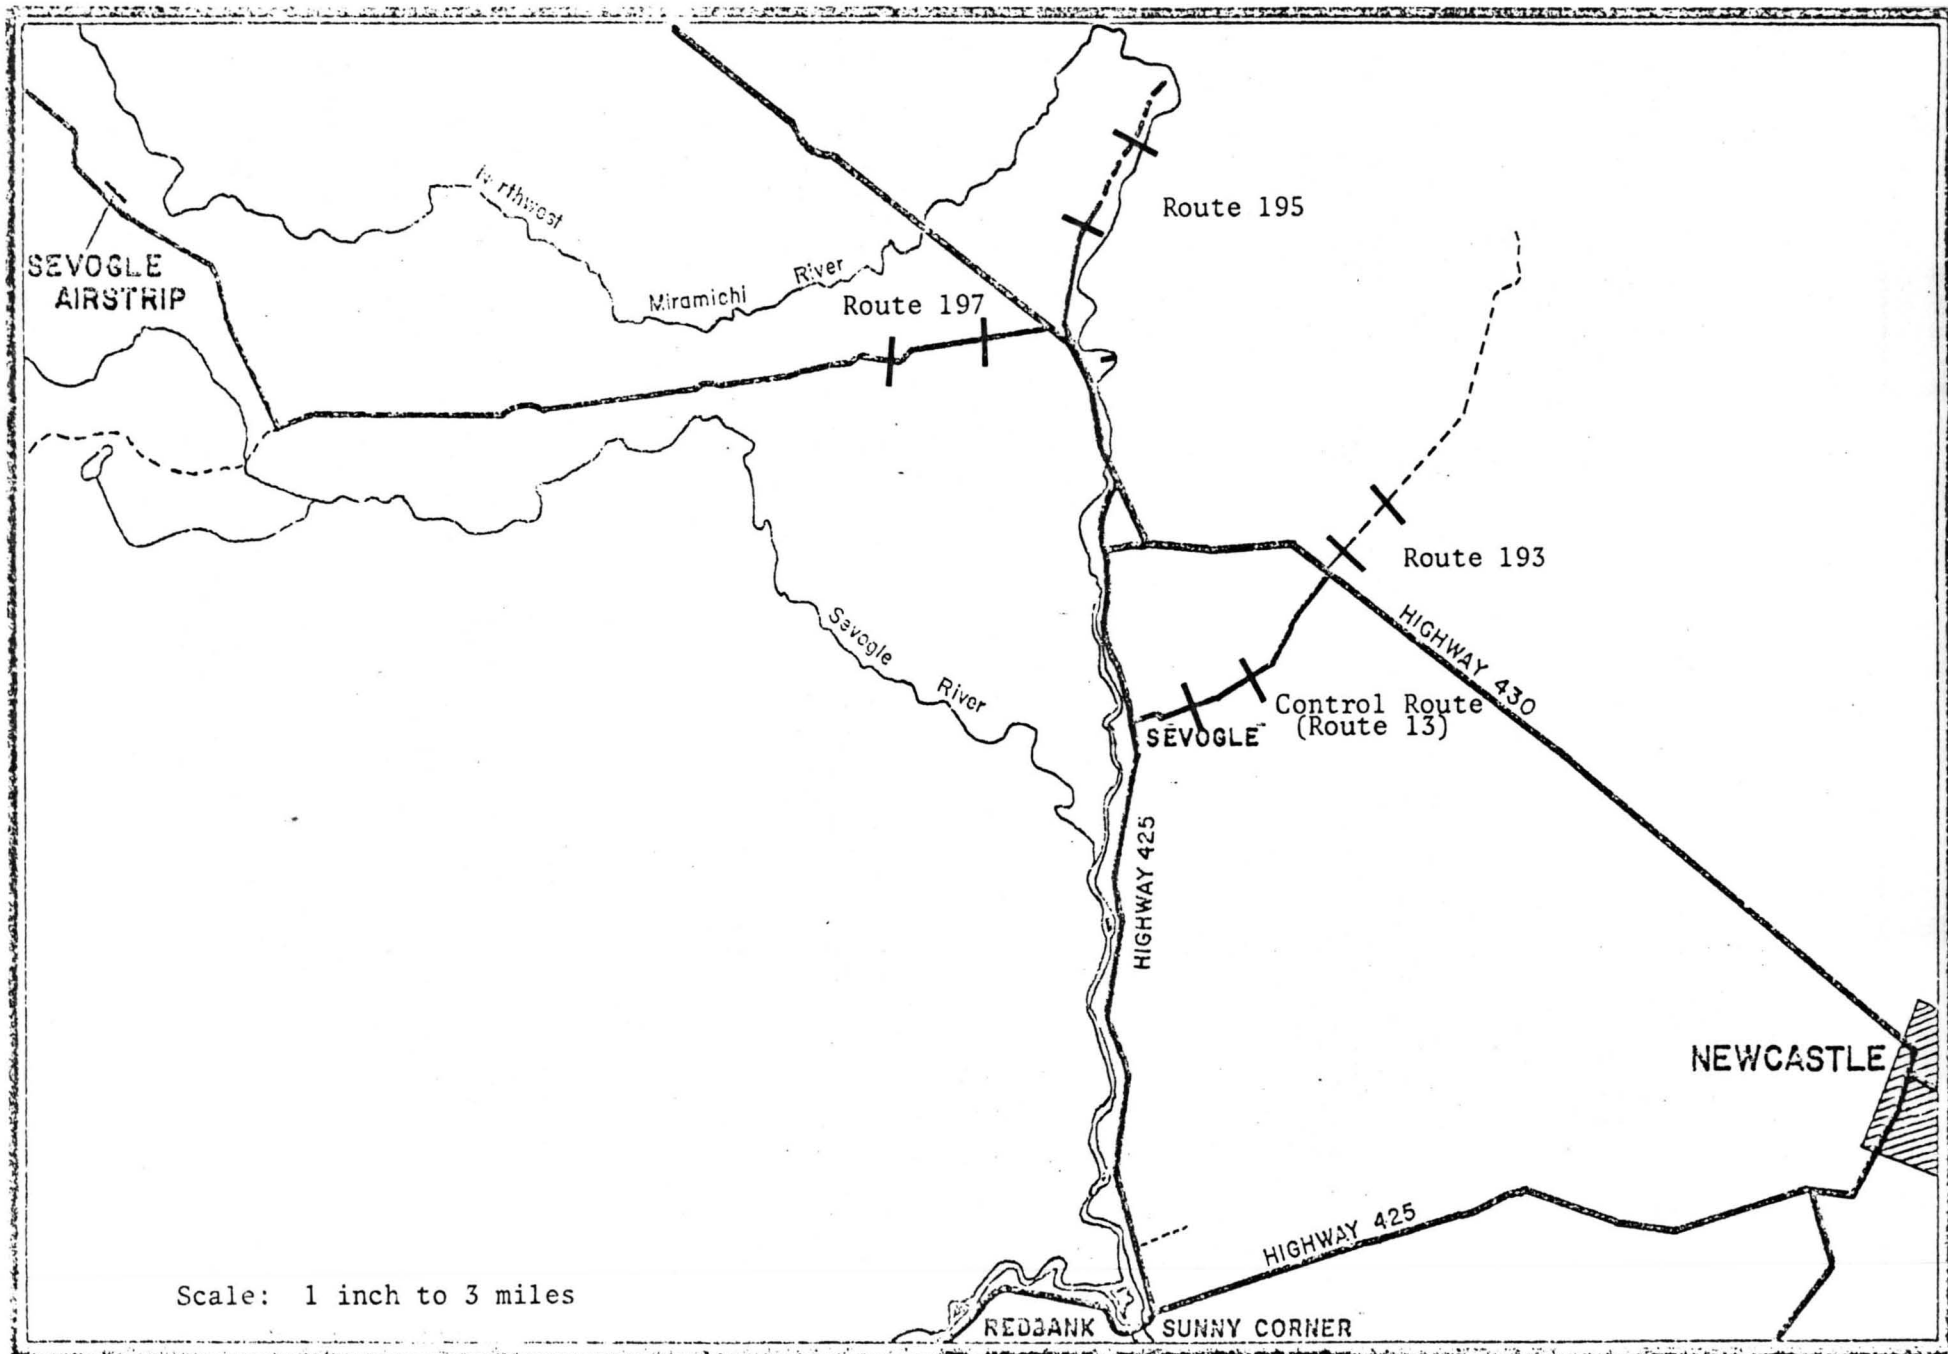 Route 195
Northwest
SEVOGLE
AIRSTRIP
River
Miramichi
Route 197
Route 193
HIGHWAY 430
Sevogle
River
Control Route
(Route 13)
SEVOGLE
HIGHWAY 425
NEWCASTLE
HIGHWAY 425
Scale: 1 inch to 3 miles
REDBANK
SUNNY CORNER